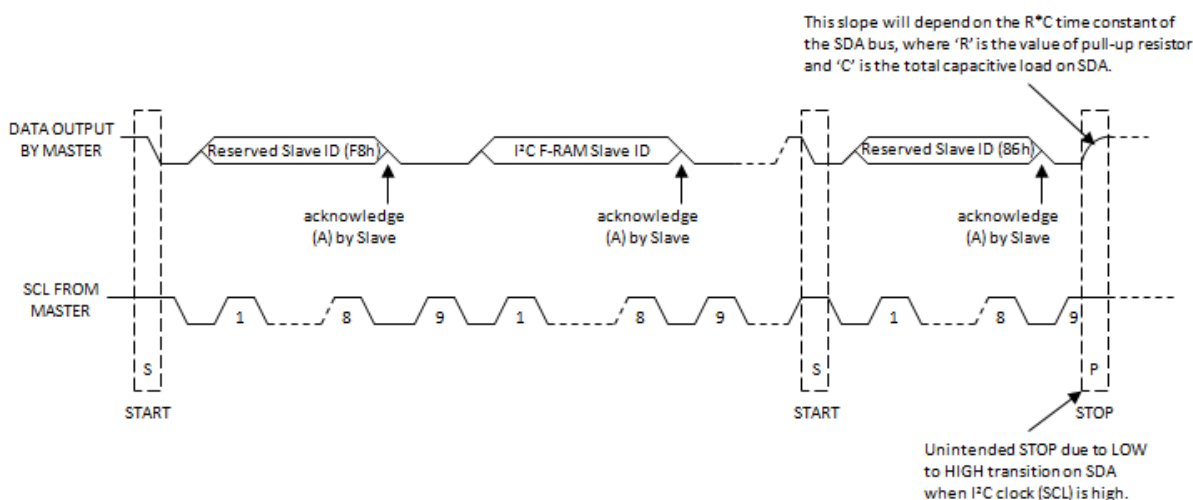 This slope will depend on the R*C time constant of
the SDA bus, where ‘R’ is the value of pull-up resistor
and ‘C’ is the total capacitive load on SDA.
DATA OUTPUT
BY MASTER
Reserved Slave ID (F8h)
I²C F-RAM Slave ID
Reserved Slave ID (86h)
acknowledge
(A) by Slave
acknowledge
(A) by Slave
acknowledge
(A) by Slave
SCL FROM
MASTER
1
8
9
1
8
9
1
8
9
S
S
P
START
START
STOP
Unintended STOP due to LOW
to HIGH transition on SDA
when I²C clock (SCL) is high.